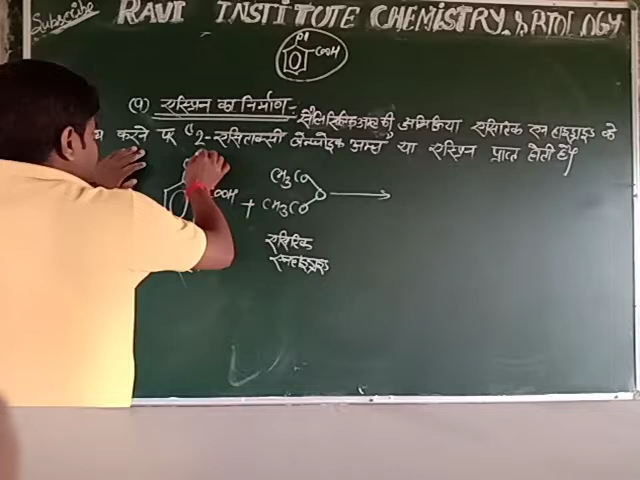 Subscribe
RAVI INSTITUTE CHEMISTRY & BIOLOGY
COOH
(9) एस्प्रिन का निर्माण:- सैलिसिलिक अम्ल की अभिक्रिया एसिटिक एनहाइड्राइड के
करने पर "2-एसिटाक्सी बेन्जोइक अम्ल" या एस्प्रिन प्राप्त होती है।
COOH + CH3CO O CH3CO →
एसिटिक
एनहाइड्राइड